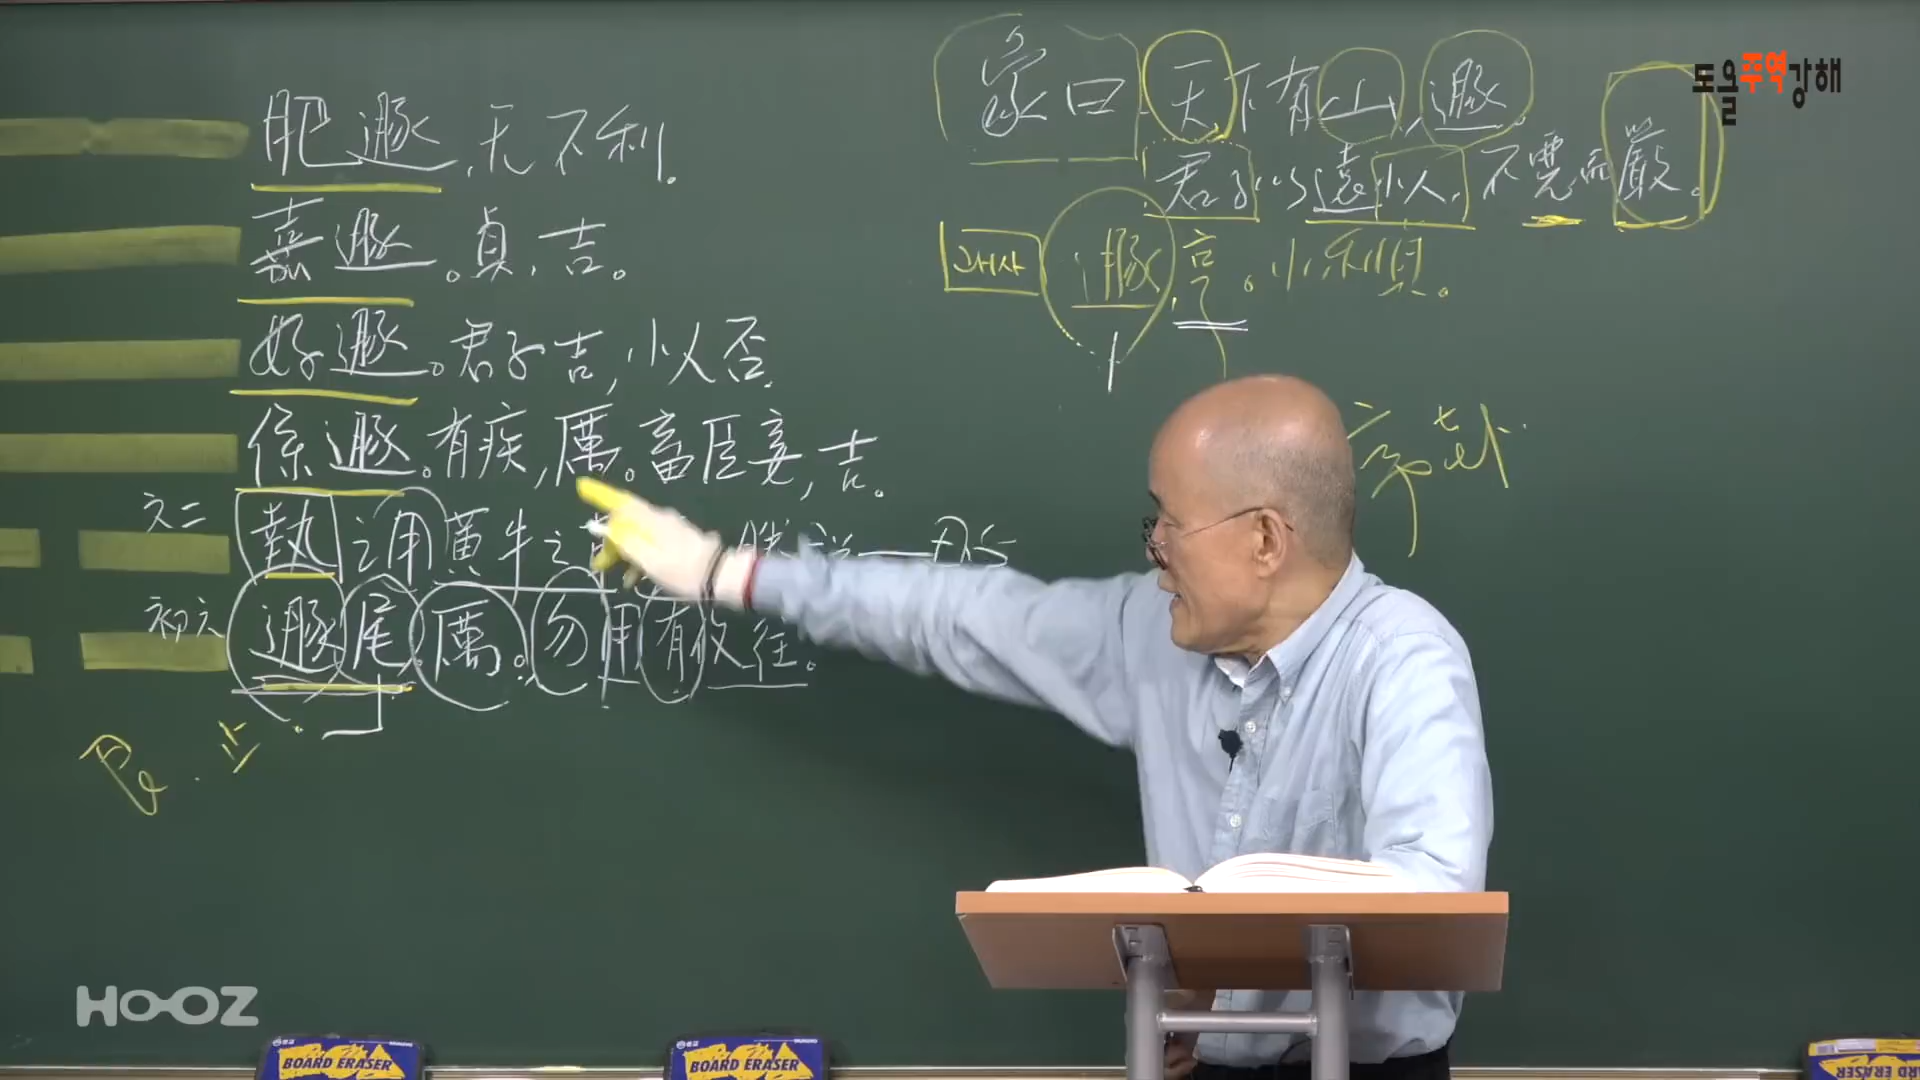 肥遯,无不利.
嘉遯。貞,吉。
好遯。君子吉,小人否.
係遯。有疾,厲。畜臣妾,吉。
六二 執之用黃牛之
初六 遯尾,厲。勿用有攸往。
艮.止
豕口 天下有山,遯.
君子以遠小人.不惡而嚴。
괘사 遯,亨。小利貞。
도올주역강해
HOOZ
BOARD ERASER
BOARD ERASER